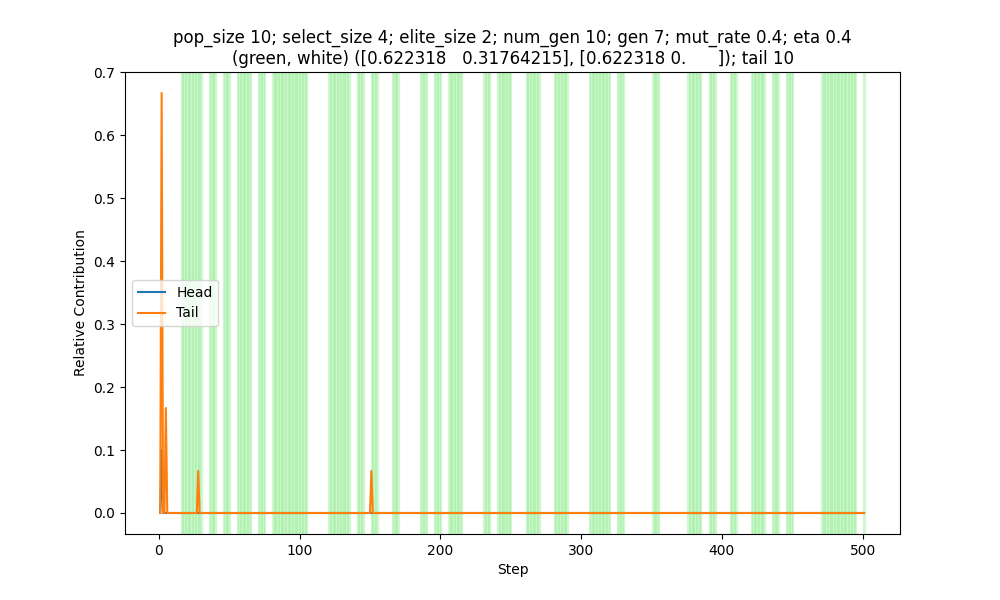 pop_size 10; select_size 4; elite_size 2; num_gen 10; gen 7; mut_rate 0.4; eta 0.4
(green, white) ([0.622318   0.31764215], [0.622318 0.      ]); tail 10
0.7
0.6
0.5
0.4
0.3
0.2
0.1
0.0
Relative Contribution
Head
Tail
0 100 200 300 400 500
Step